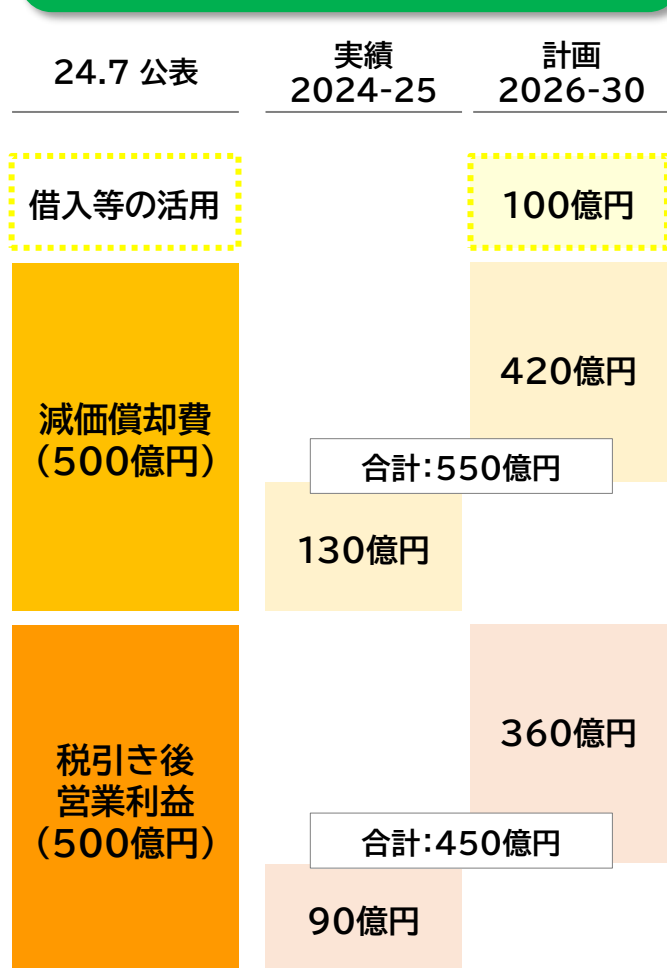 24.7 公表
実績
2024-25
計画
2026-30
借入等の活用
100億円
減価償却費
(500億円)
420億円
合計:550億円
130億円
税引き後
営業利益
(500億円)
360億円
合計:450億円
90億円